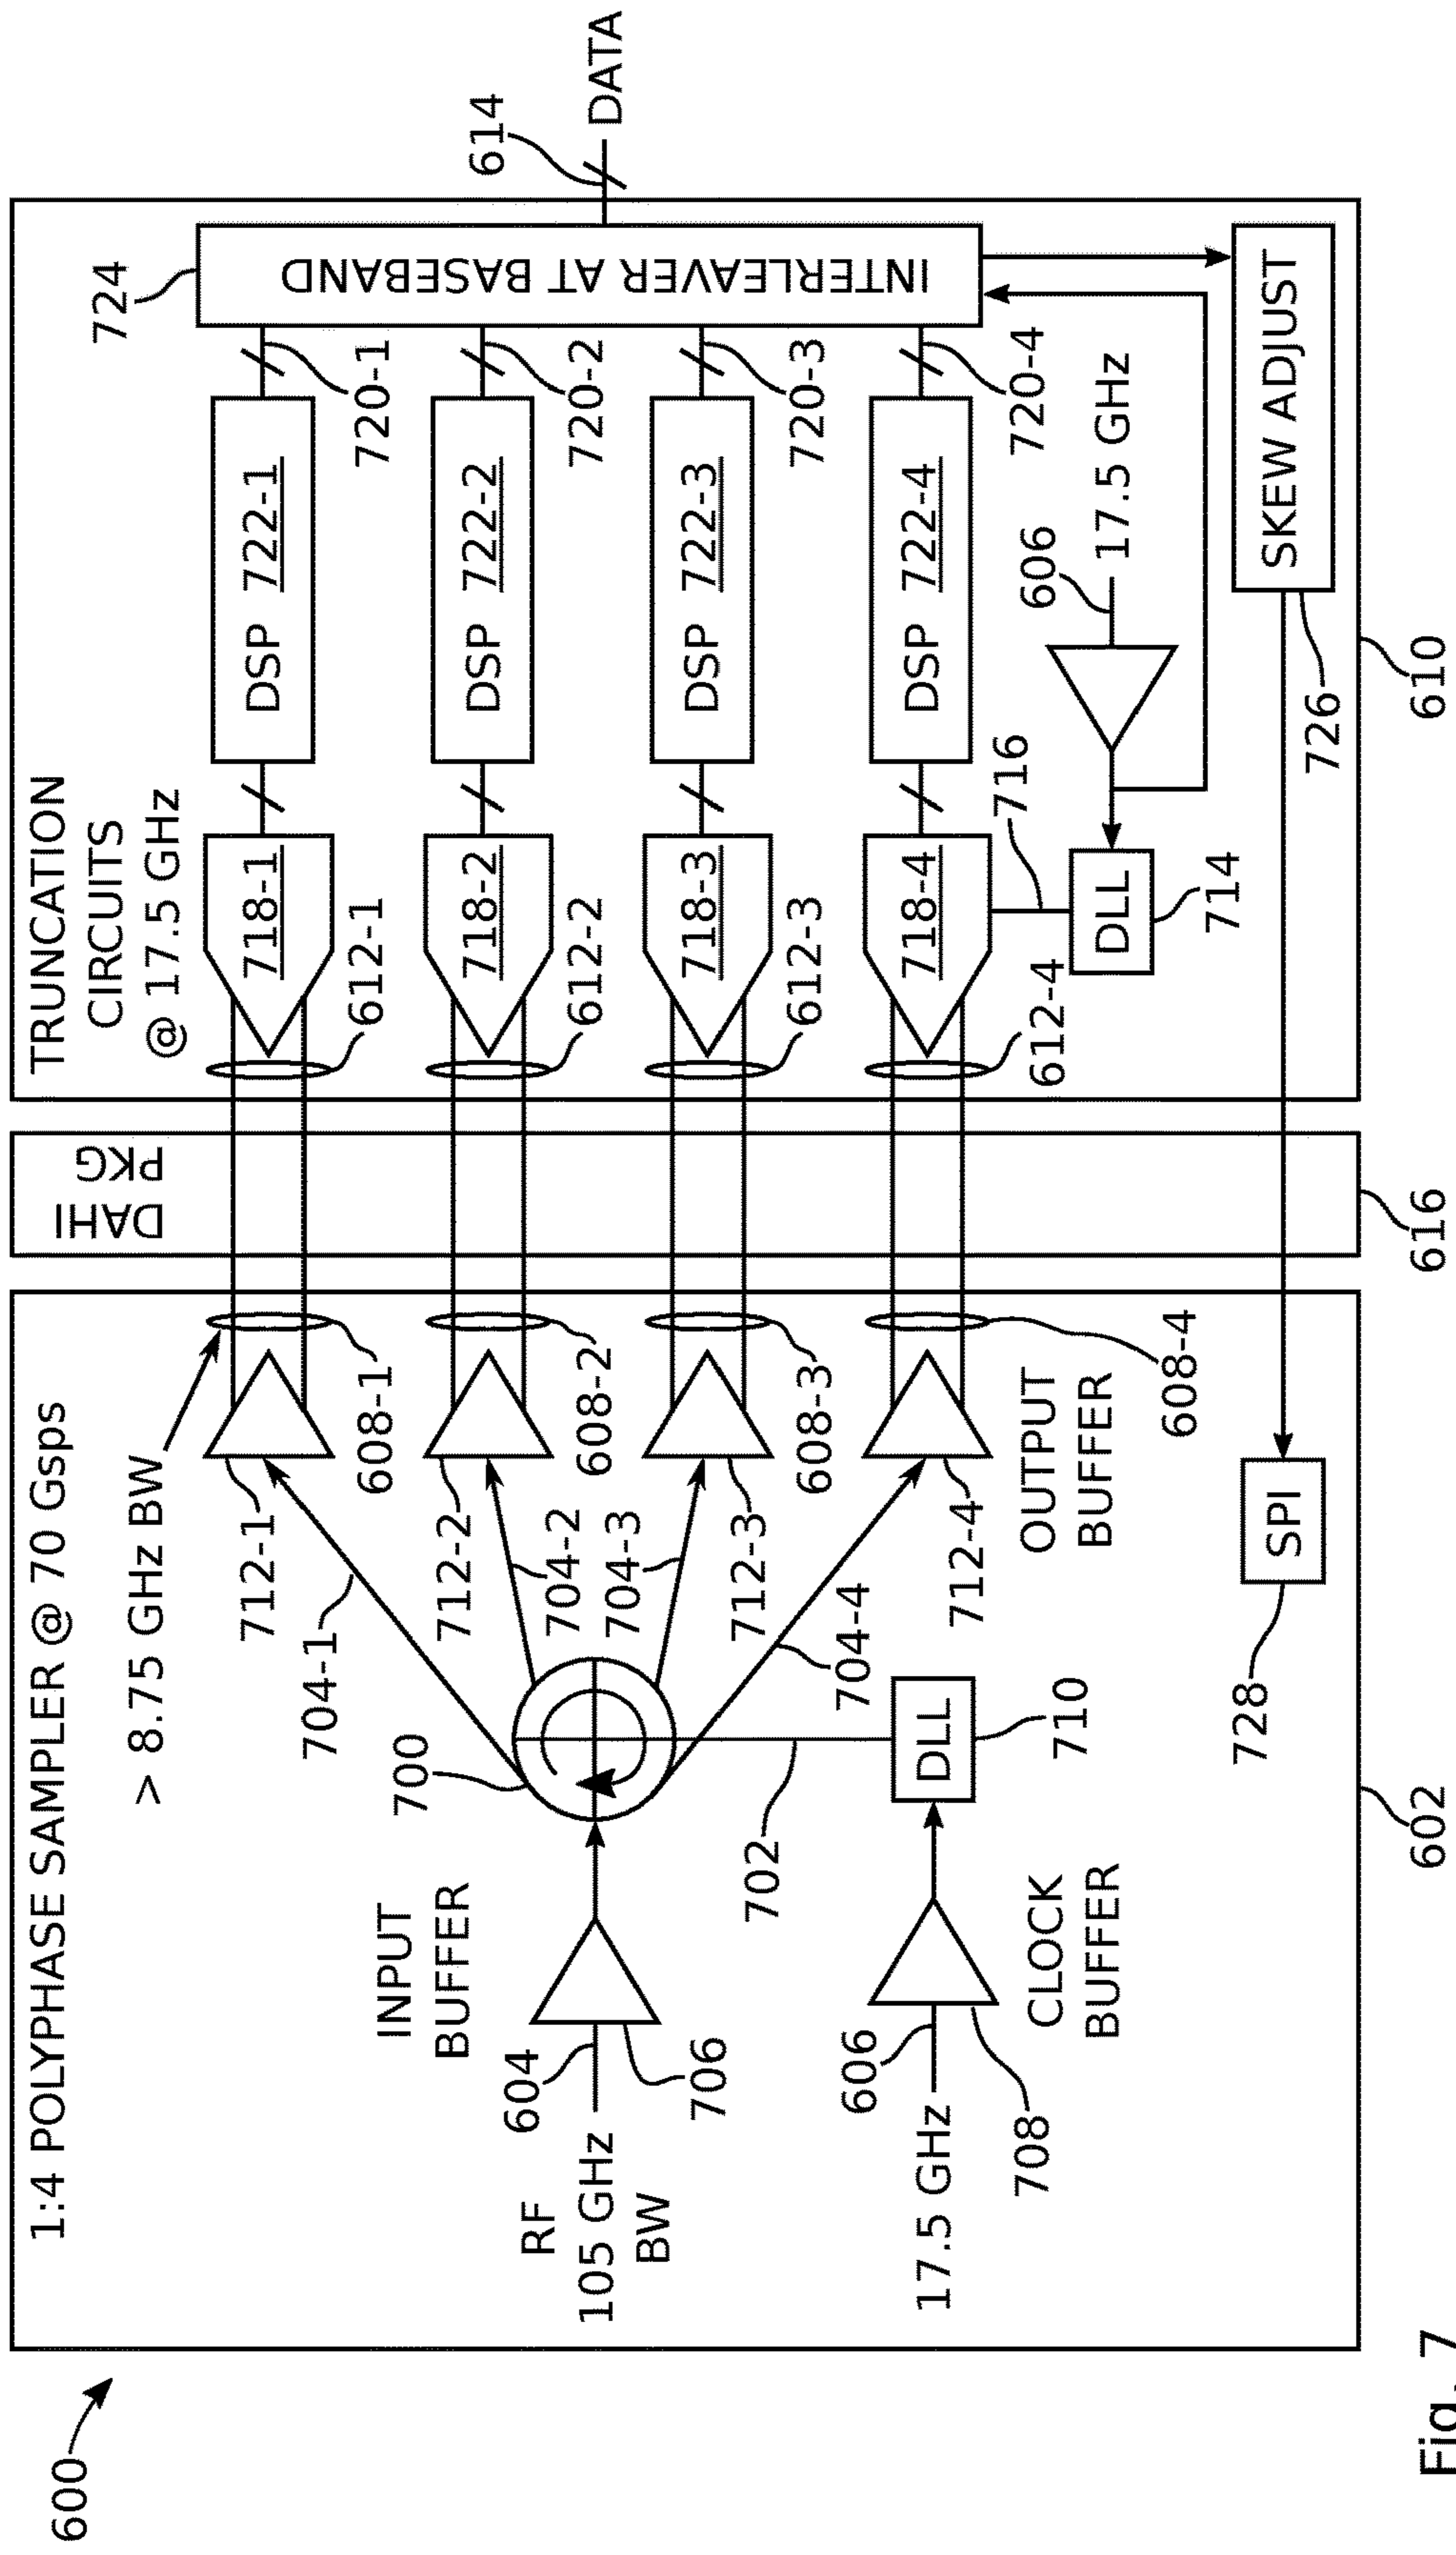 600
1:4 POLYPHASE SAMPLER @ 70 Gsps
> 8.75 GHz BW
704-1
712-1
608-1
INPUT
BUFFER
700
712-2
704-2
608-2
RF
105 GHz
BW
604
706
704-3
712-3
608-3
702
704-4
712-4
OUTPUT
BUFFER
608-4
17.5 GHz
606
708
CLOCK
BUFFER
DLL
710
728
SPI
602
DAHI
PKG
616
TRUNCATION
CIRCUITS
@ 17.5 GHz
718-1
612-1
DSP 722-1
720-1
724
718-2
612-2
DSP 722-2
720-2
INTERLEAVER AT BASEBAND
614
DATA
718-3
612-3
DSP 722-3
720-3
718-4
612-4
DSP 722-4
720-4
716
606
17.5 GHz
DLL
714
726
SKEW ADJUST
610
Fig. 7